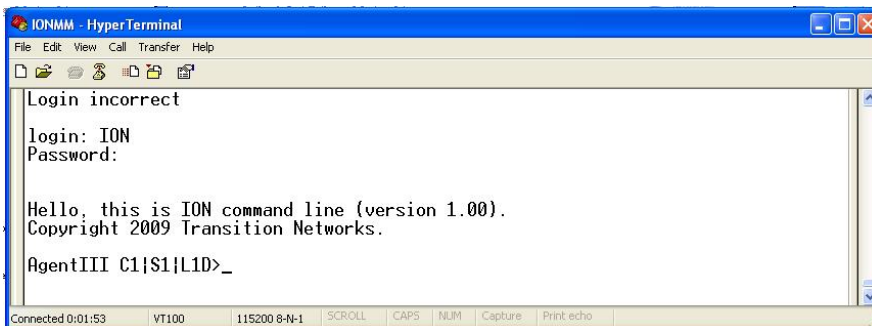 IONMM - HyperTerminal
File Edit View Call Transfer Help
Login incorrect
login: ION
Password:
Hello, this is ION command line (version 1.00).
Copyright 2009 Transition Networks.
AgentIII C1|S1|L1D>_
Connected 0:01:53 VT100 115200 8-N-1 SCROLL CAPS NUM Capture Print echo